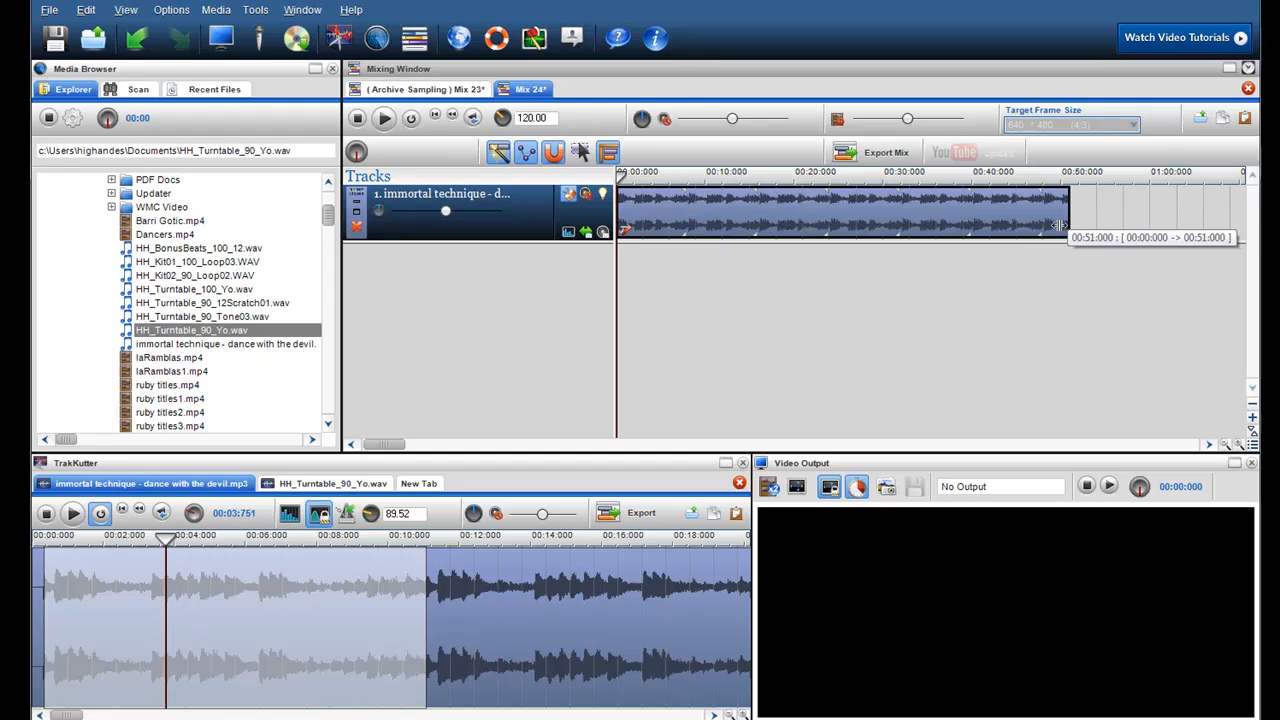 File Edit View Options Media Tools Window Help
Watch Video Tutorials
Media Browser
Explorer Scan Recent Files
00:00
c:\Users\highandes\Documents\HH_Turntable_90_Yo.wav
PDF Docs
Updater
WMC Video
Barri Gotic.mp4
Dancers.mp4
HH_BonusBeats_100_12.wav
HH_Kit01_100_Loop03.WAV
HH_Kit02_90_Loop02.WAV
HH_Turntable_100_Yo.wav
HH_Turntable_90_12Scratch01.wav
HH_Turntable_90_Tone03.wav
HH_Turntable_90_Yo.wav
immortal technique - dance with the devil.
laRamblas.mp4
laRamblas1.mp4
ruby titles.mp4
ruby titles1.mp4
ruby titles2.mp4
ruby titles3.mp4
Mixing Window
( Archive Sampling ) Mix 23* Mix 24*
120.00
Target Frame Size
640 * 480 (4:3)
Export Mix YouTube Upload
Tracks
00:00:000 00:10:000 00:20:000 00:30:000 00:40:000 00:50:000 01:00:000
1. immortal technique - d...
00:51:000 : [ 00:00:000 -> 00:51:000 ]
TrakKutter
immortal technique - dance with the devil.mp3 HH_Turntable_90_Yo.wav New Tab
00:03:751 89.52 Export
00:00:000 00:02:000 00:04:000 00:06:000 00:08:000 00:10:000 00:12:000 00:14:000 00:16:000 00:18:000
Video Output
No Output 00:00:000